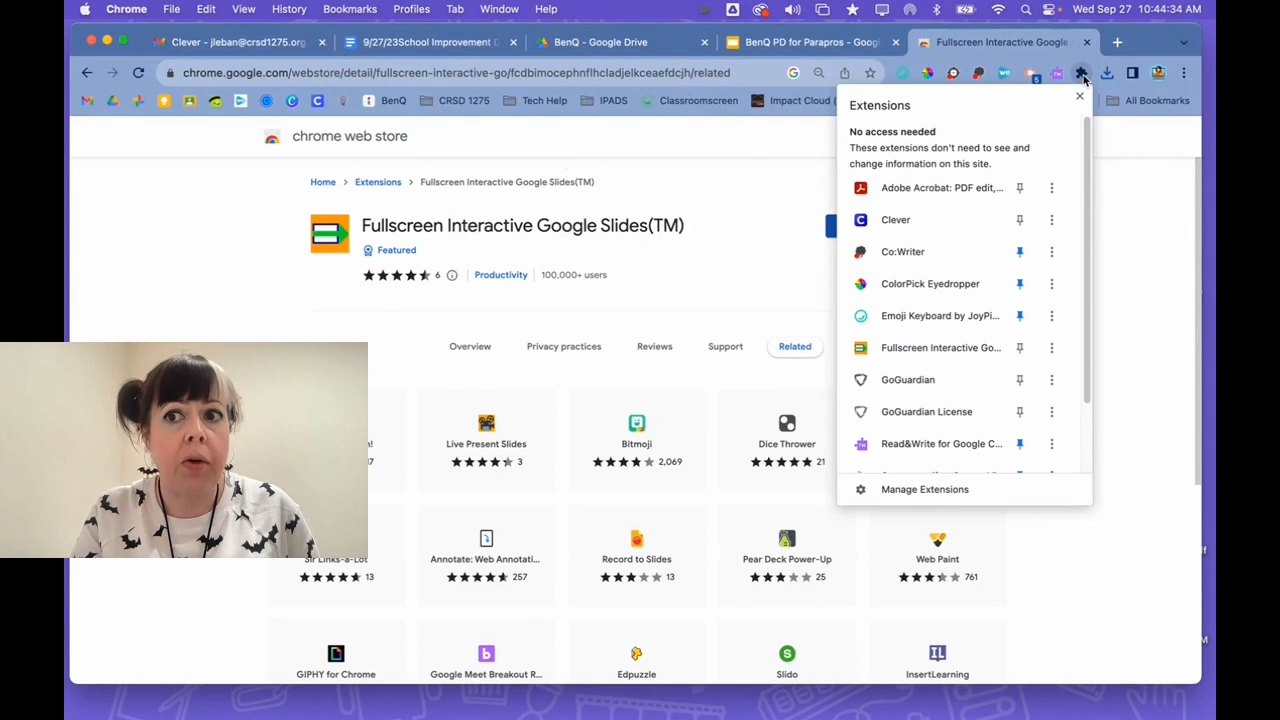 Chrome File Edit View History Bookmarks Profiles Tab Window Help Wed Sep 27 10:44:34 AM
Clever - jleban@crsd1275.org 9/27/23School Improvement D BenQ - Google Drive BenQ PD for Parapros - Googl Fullscreen Interactive Google
chrome.google.com/webstore/detail/fullscreen-interactive-go/fcdbimocephnflhcladjelkceaefdcjh/related 5
BenQ CRSD 1275 Tech Help Classroomscreen Impact Cloud All Bookmarks
chrome web store
Home > Extensions > Fullscreen Interactive Google Slides(TM)
Fullscreen Interactive Google Slides(TM)
Featured
6 Productivity 100,000+ users
Overview Privacy practices Reviews Support Related
Live Present Slides Bitmoji Dice Thrower
17 3 2,069 21
Sir Links-a-Lot Annotate: Web Annotati... Record to Slides Pear Deck Power-Up Web Paint
13 257 13 25 761
GIPHY for Chrome Google Meet Breakout R... Edpuzzle Slido InsertLearning
Extensions
No access needed
These extensions don't need to see and
change information on this site.
Adobe Acrobat: PDF edit,...
Clever
Co:Writer
ColorPick Eyedropper
Emoji Keyboard by JoyPi...
Fullscreen Interactive Go...
GoGuardian
GoGuardian License
Read&Write for Google C...
Manage Extensions